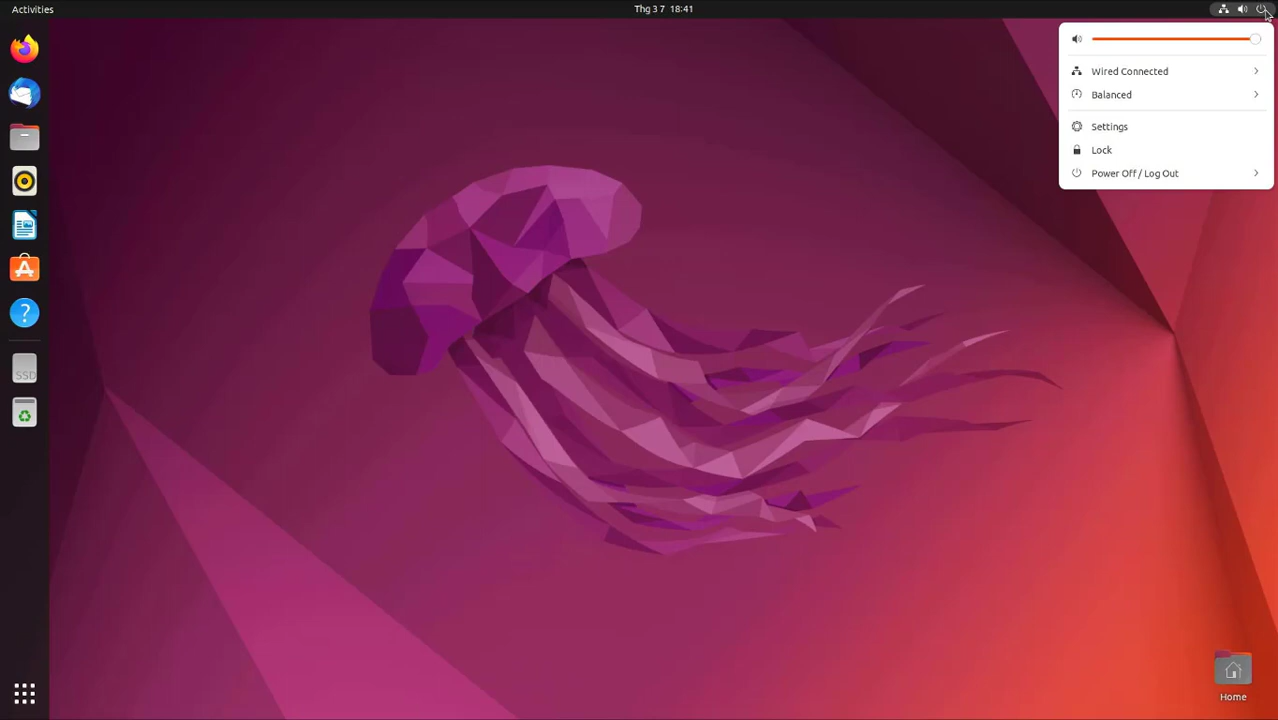 Activities
Thg 3 7 18:41
Wired Connected
Balanced
Settings
Lock
Power Off / Log Out
SSD
Home